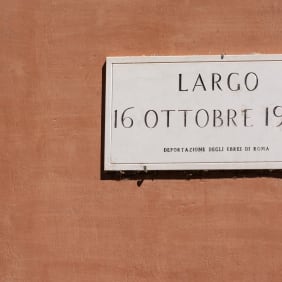 LARGO
16 OTTOBRE 19
DEPORTAZIONE DEGLI EBREI DI ROMA